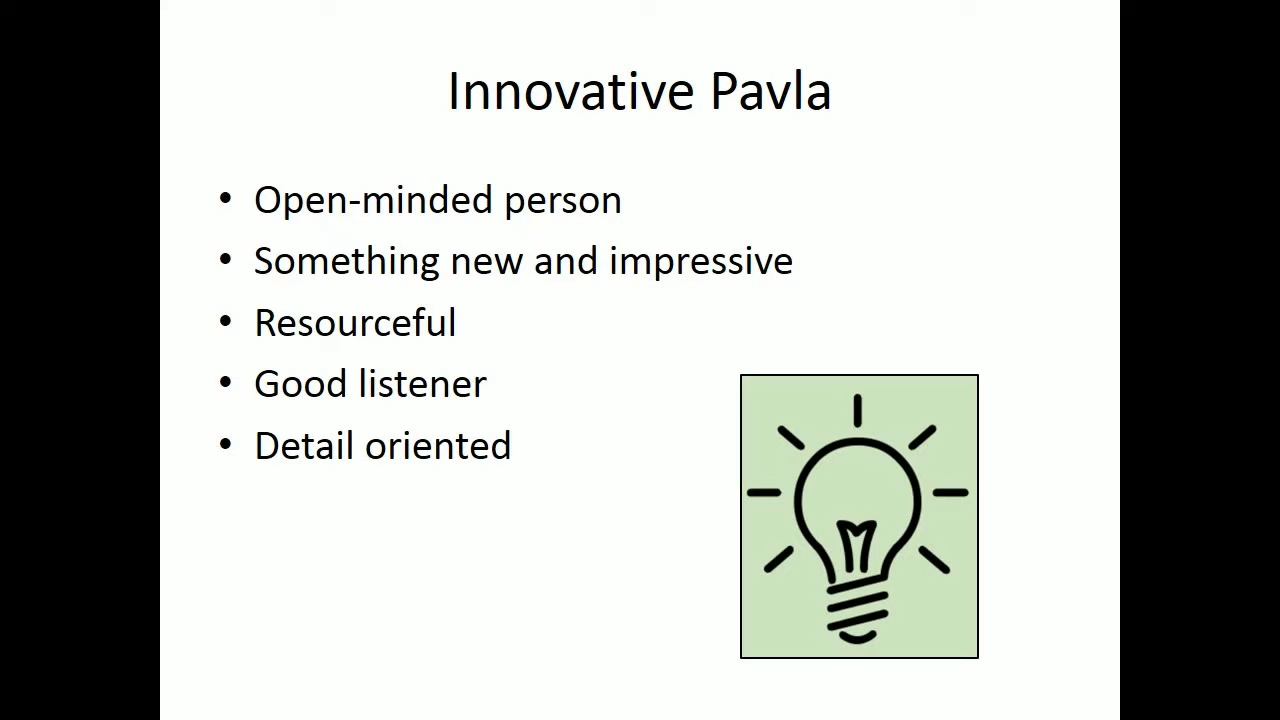 Innovative Pavla
• Open-minded person
• Something new and impressive
• Resourceful
• Good listener
• Detail oriented